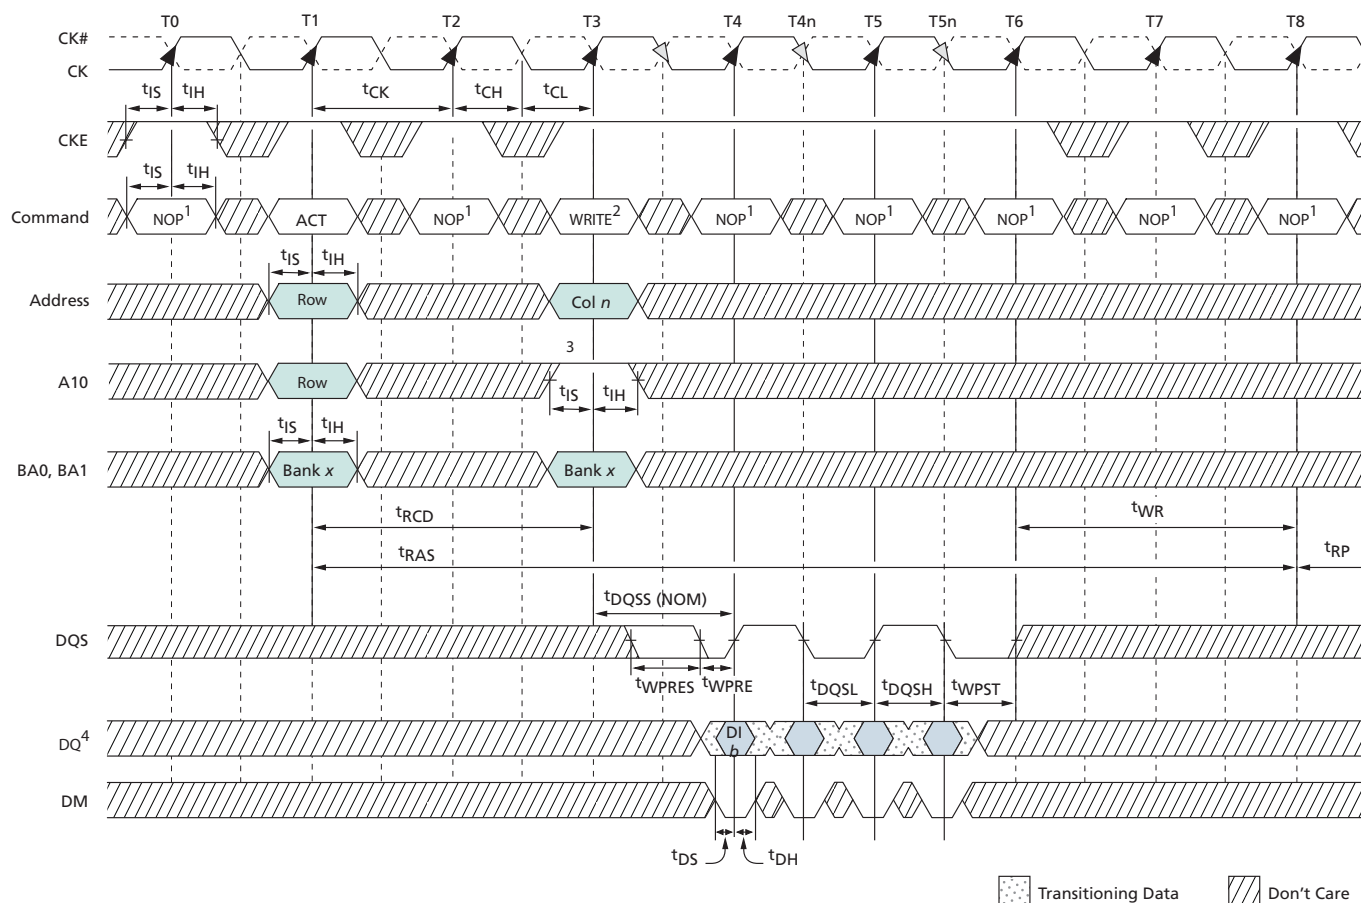 T0 T1 T2 T3 T4 T4n T5 T5n T6 T7 T8
CK#
CK
tIS tIH tCK tCH tCL
CKE
tIS tIH
Command NOP1 ACT NOP1 WRITE2 NOP1 NOP1 NOP1 NOP1 NOP1
tIS tIH
Address Row Col n
3
A10 Row
tIS tIH
tIS tIH
BA0, BA1 Bank x Bank x
tRCD tWR
tRAS tRP
tDQSS (NOM)
DQS
tWPRES tWPRE tDQSL tDQSH tWPST
DQ4 DI
b
DM
tDS tDH
Transitioning Data Don't Care